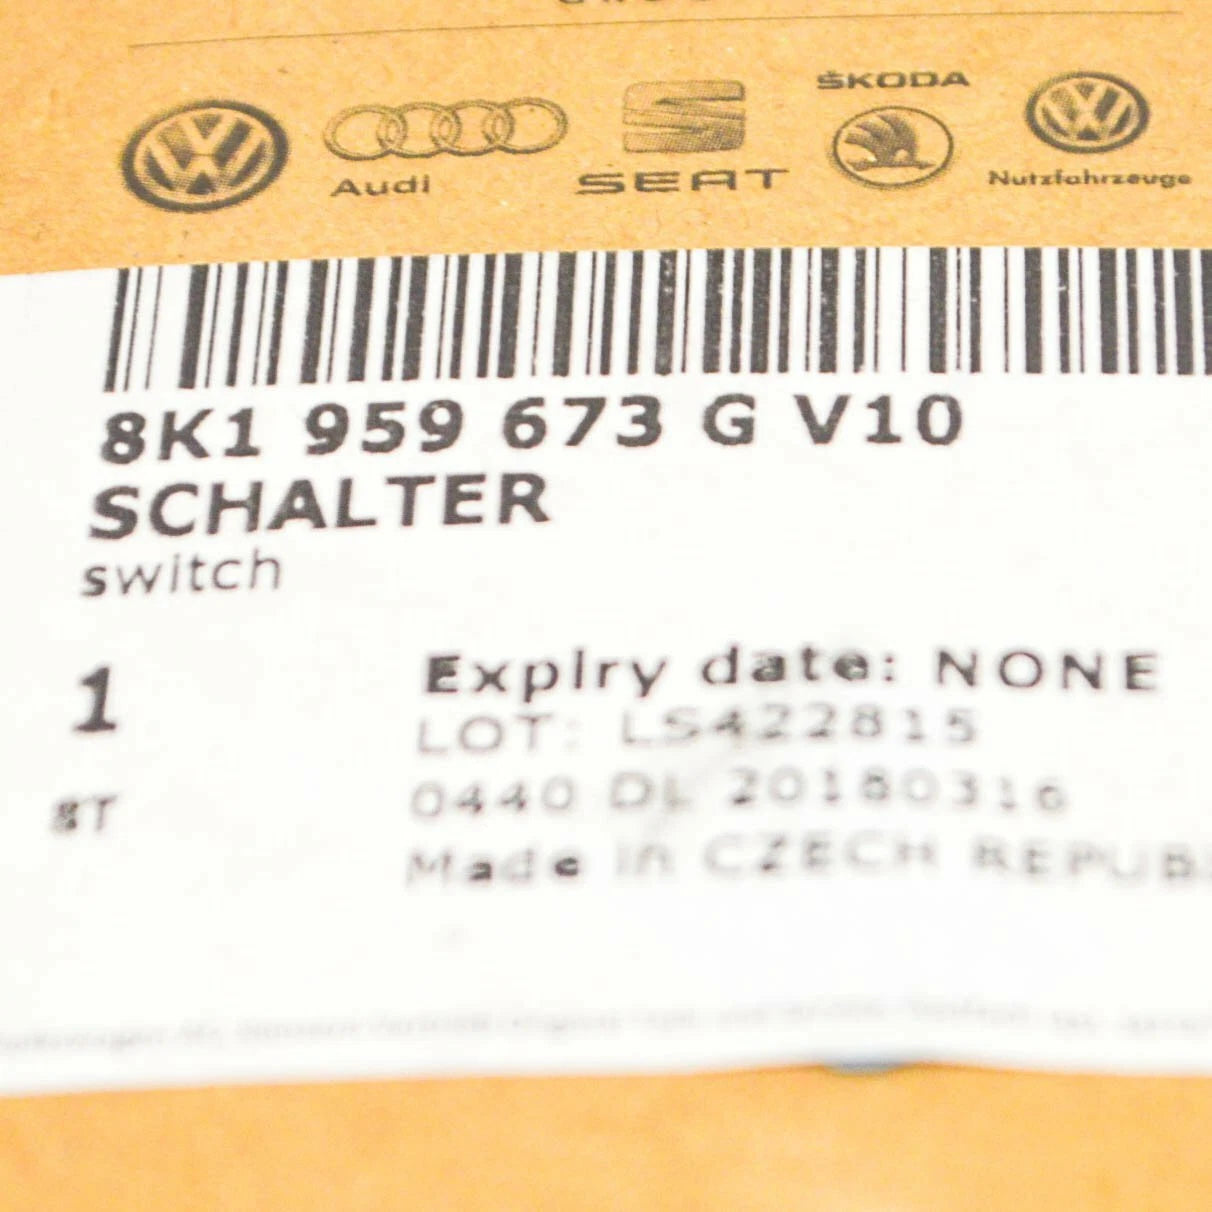 Audi
SEAT
ŠKODA
Nutzfahrzeuge
8K1 959 673 G V10
SCHALTER
switch
1
ST
Expiry date: NONE
LOT: LS422815
0440 DL 20180316
Made in CZECH REPUB